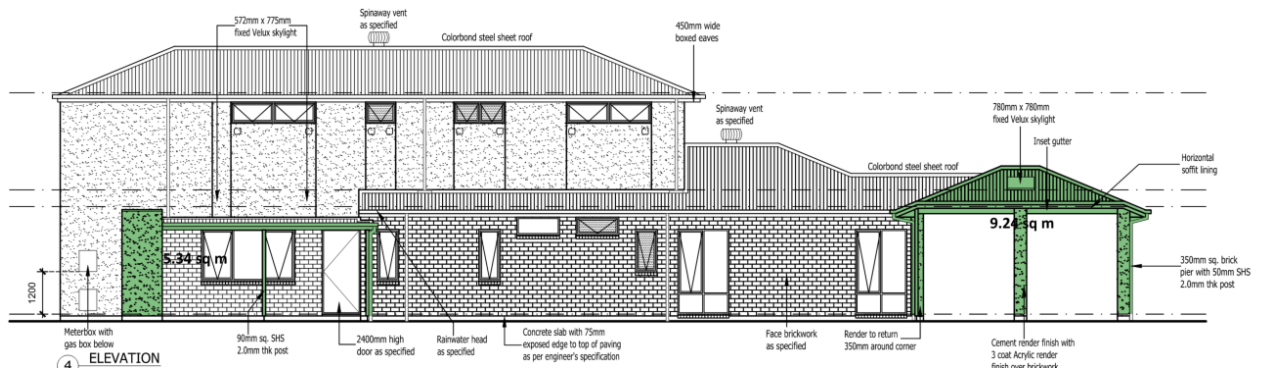 572mm x 775mm
fixed Velux skylight
Spinaway vent
as specified
Colorbond steel sheet roof
450mm wide
boxed eaves
Spinaway vent
as specified
780mm x 780mm
fixed Velux skylight
Inset gutter
Colorbond steel sheet roof
Horizontal
soffit lining
9.24 sq m
5.34 sq m
350mm sq. brick
pier with 50mm SHS
2.0mm thk post
1200
Meterbox with
gas box below
90mm sq. SHS
2.0mm thk post
2400mm high
door as specified
Rainwater head
as specified
Concrete slab with 75mm
exposed edge to top of paving
as per engineer's specification
Face brickwork
as specified
Render to return
350mm around corner
Cement render finish with
3 coat Acrylic render
finish over brickwork
4 ELEVATION